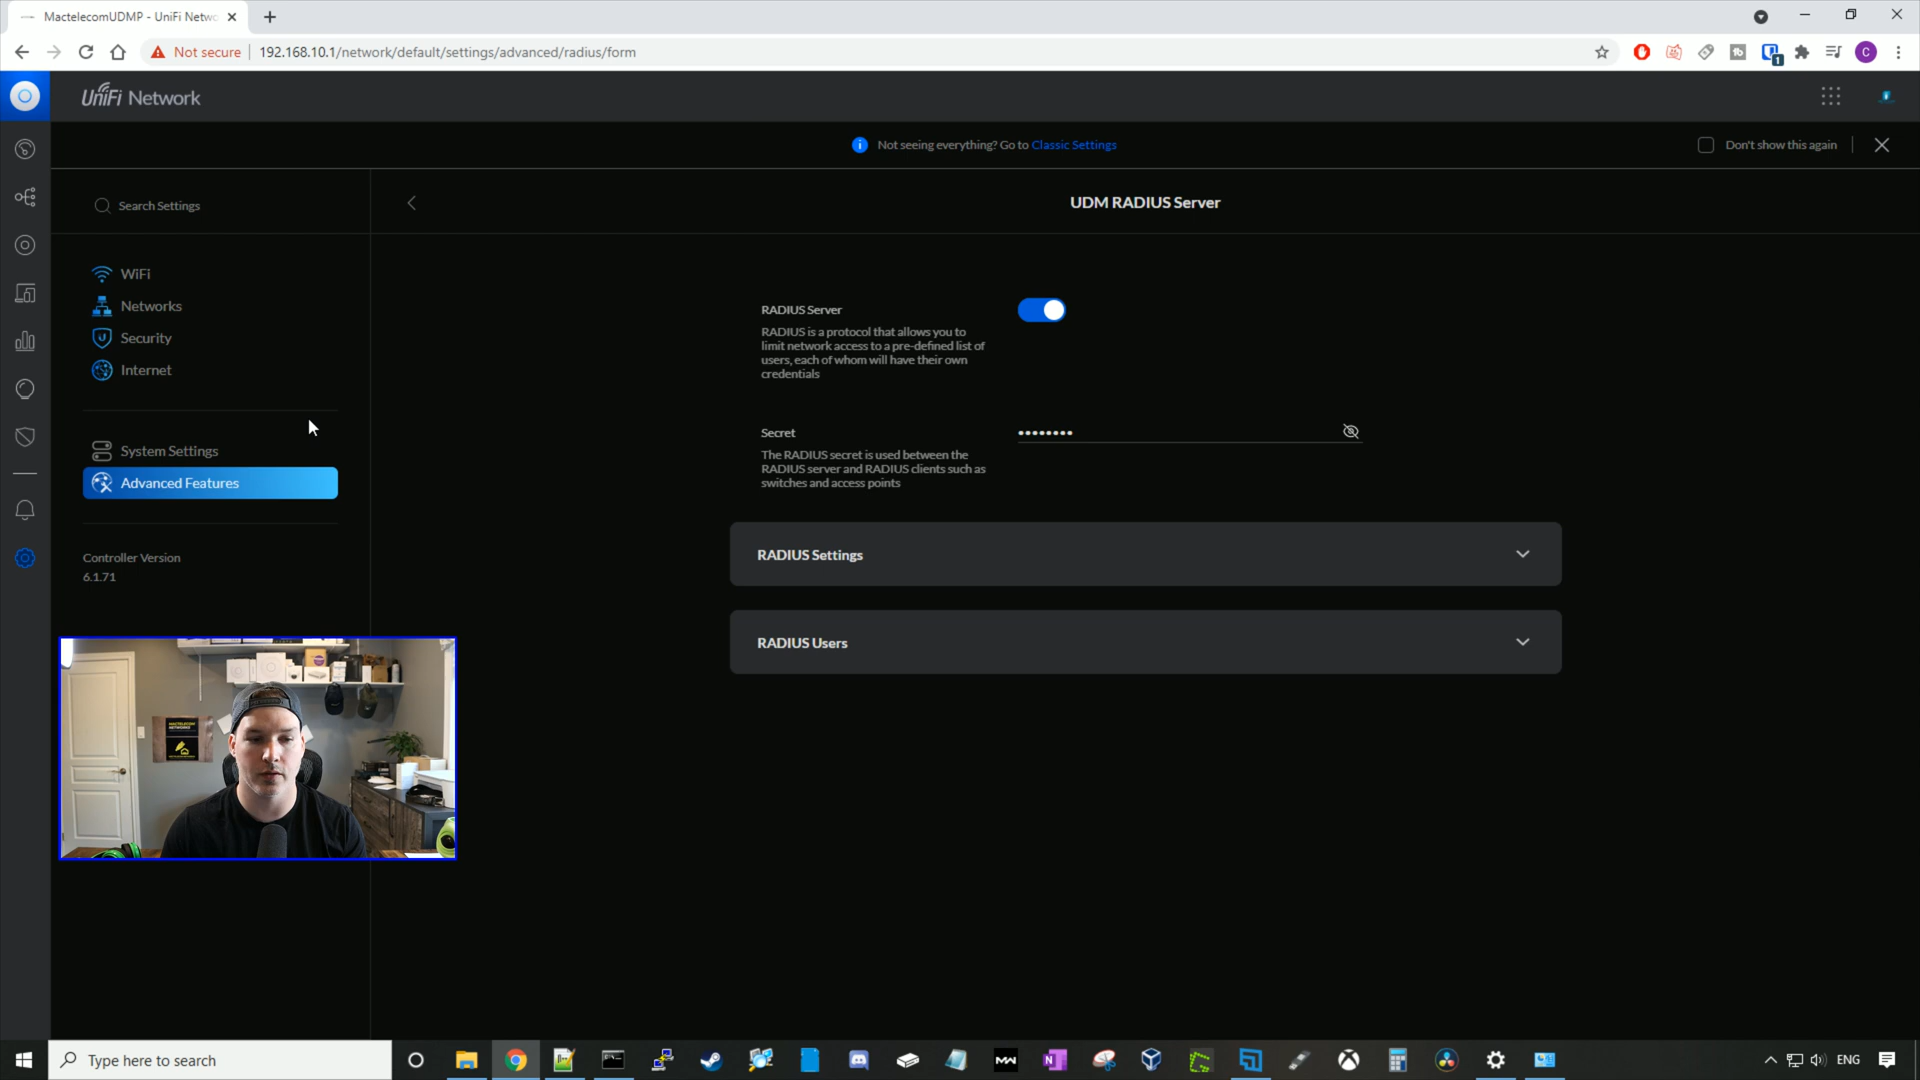 MactelecomUDMP - UniFi Netwo
Not secure
192.168.10.1/network/default/settings/advanced/radius/form
C
1
UniFi Network
Not seeing everything? Go to Classic Settings
Don't show this again
Search Settings
UDM RADIUS Server
WiFi
Networks
Security
Internet
System Settings
Advanced Features
Controller Version
6.1.71
RADIUS Server
RADIUS is a protocol that allows you to
limit network access to a pre-defined list of
users, each of whom will have their own
credentials
Secret
••••••••
The RADIUS secret is used between the
RADIUS server and RADIUS clients such as
switches and access points
RADIUS Settings
RADIUS Users
MACTELECOM
NETWORKS
Type here to search
ENG